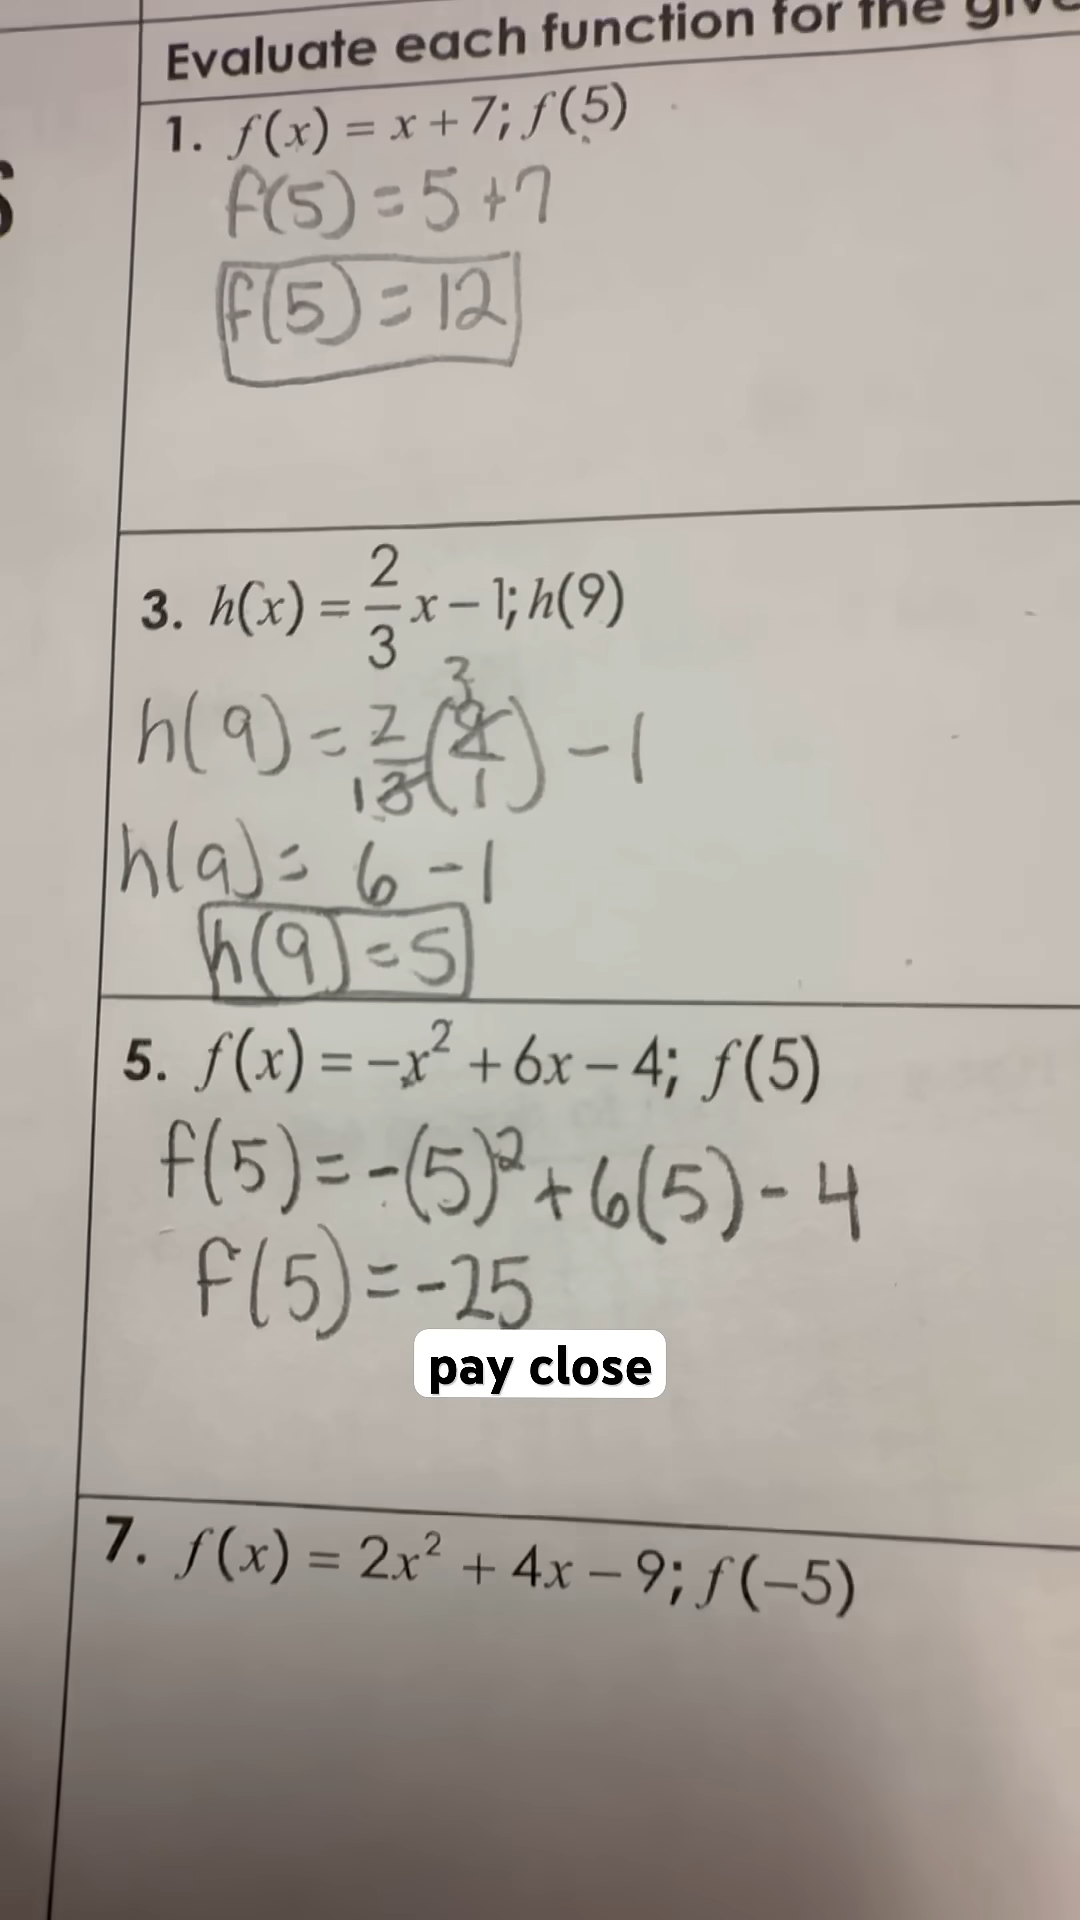 Evaluate each function for the
1. f(x) = x + 7; f(5)
f(5) = 5 + 7
f(5) = 12
3. h(x) = 2/3 x − 1; h(9)
h(9) = 2/3 (9/1) − 1
3
1
h(9) = 6 − 1
h(9) = 5
5. f(x) = −x² + 6x − 4; f(5)
f(5) = −(5)² + 6(5) − 4
f(5) = −25
pay close
7. f(x) = 2x² + 4x − 9; f(−5)